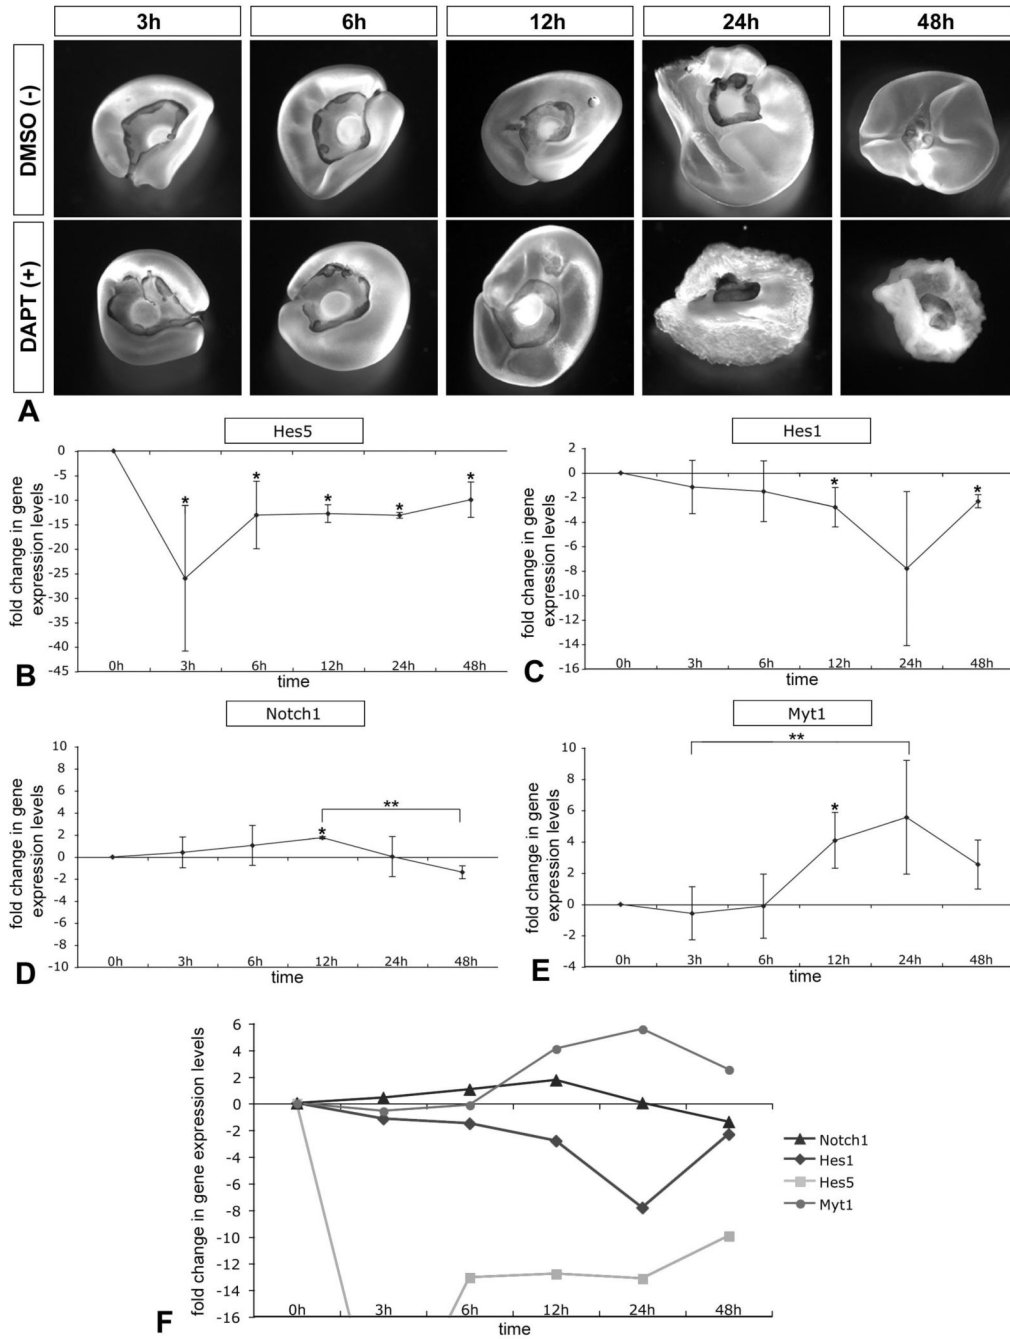 3h 6h 12h 24h 48h
DMSO (-)
DAPT (+)
A
Hes5
fold change in gene
expression levels
0
-5
-10
-15
-20
-25
-30
-35
-40
-45
* * * * *
0h 3h 6h 12h 24h 48h
time
B
Hes1
fold change in gene
expression levels
2
0
-2
-4
-6
-8
-10
-12
-14
-16
* *
0h 3h 6h 12h 24h 48h
time
C
Notch1
fold change in gene
expression levels
10
8
6
4
2
0
-2
-4
-6
-8
-10
* **
0h 3h 6h 12h 24h 48h
time
D
Myt1
fold change in gene
expression levels
10
8
6
4
2
0
-2
-4
**
*
0h 3h 6h 12h 24h 48h
time
E
fold change in gene expression levels
6
4
2
0
-2
-4
-6
-8
-10
-12
-14
-16
0h 3h 6h 12h 24h 48h
time
Notch1
Hes1
Hes5
Myt1
F